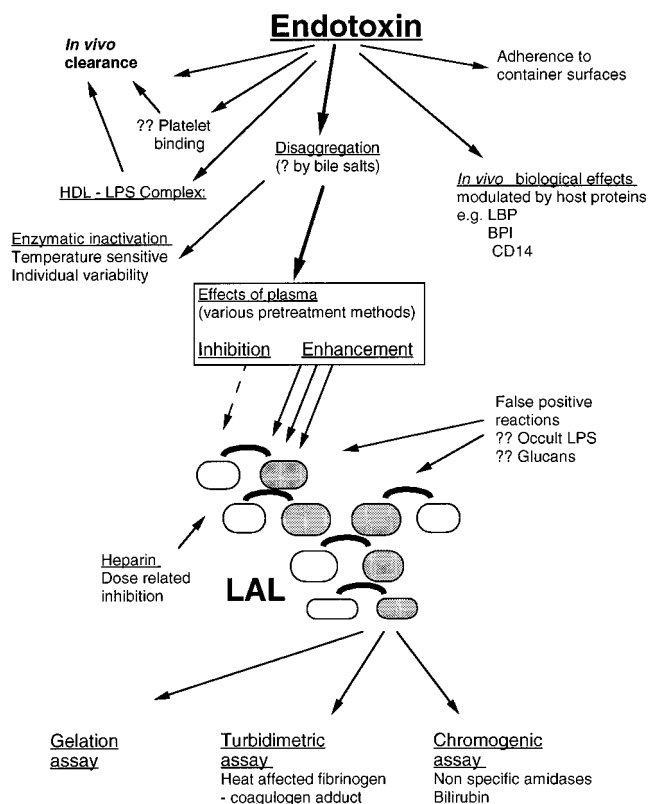 Endotoxin
In vivo
clearance
Adherence to
container surfaces
?? Platelet
binding
Disaggregation
(? by bile salts)
HDL - LPS Complex:
In vivo biological effects
modulated by host proteins
e.g. LBP
BPI
CD14
Enzymatic inactivation
Temperature sensitive
Individual variability
Effects of plasma
(various pretreatment methods)
Inhibition Enhancement
False positive
reactions
?? Occult LPS
?? Glucans
Heparin
Dose related
inhibition
LAL
Gelation
assay
Turbidimetric
assay
Heat affected fibrinogen
- coagulogen adduct
Chromogenic
assay
Non specific amidases
Bilirubin